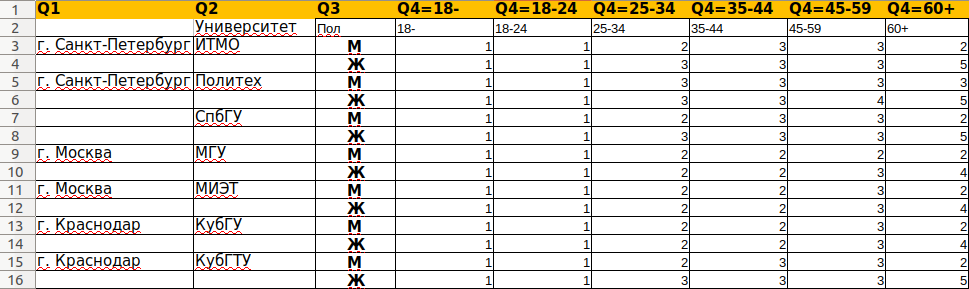 1 Q1 Q2 Q3 Q4=18- Q4=18-24 Q4=25-34 Q4=35-44 Q4=45-59 Q4=60+
2 Университет Пол 18- 18-24 25-34 35-44 45-59 60+
3 г. Санкт-Петербург ИТМО М 1 1 2 3 3 2
4 Ж 1 1 3 3 3 5
5 г. Санкт-Петербург Политех М 1 1 3 3 3 3
6 Ж 1 1 3 3 4 5
7 СпбГУ М 1 1 2 3 3 2
8 Ж 1 1 3 3 3 5
9 г. Москва МГУ М 1 1 2 2 2 2
10 Ж 1 1 2 2 3 4
11 г. Москва МИЭТ М 1 1 2 2 3 2
12 Ж 1 1 2 2 3 4
13 г. Краснодар КубГУ М 1 1 2 2 3 2
14 Ж 1 1 2 2 3 4
15 г. Краснодар КубГТУ М 1 1 2 3 3 2
16 Ж 1 1 3 3 3 5